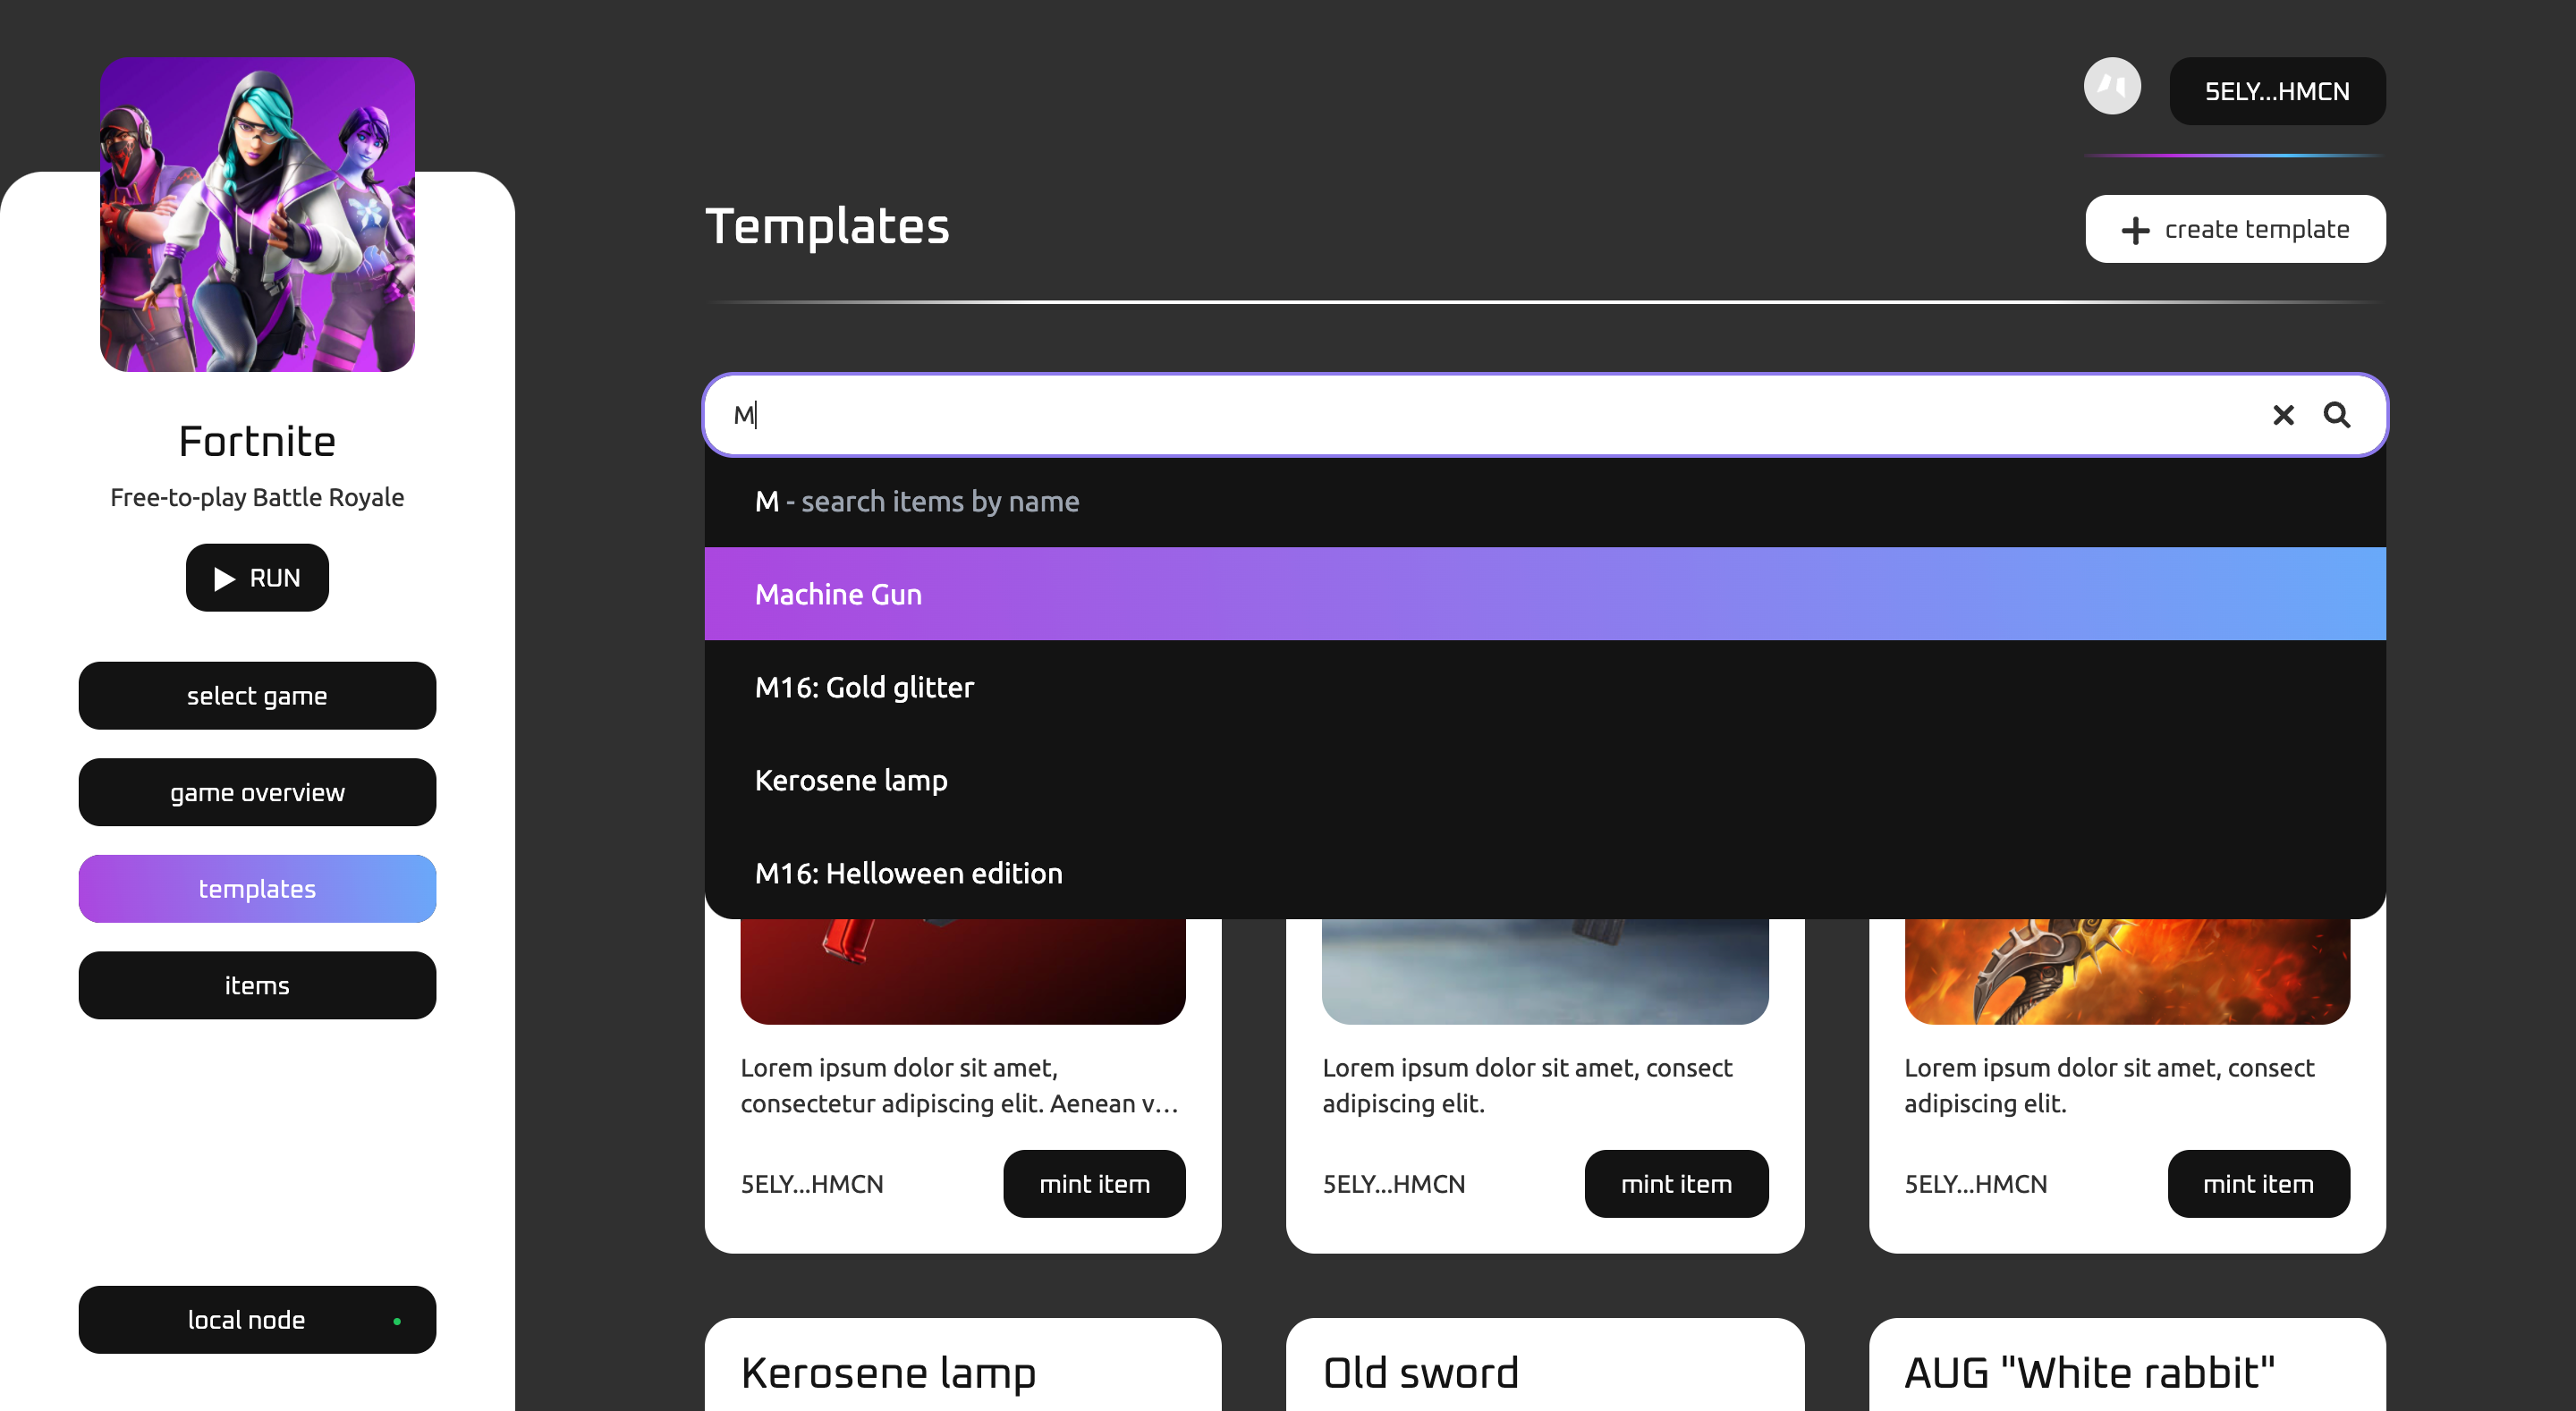 5ELY...HMCN
Templates
create template
Fortnite
Free-to-play Battle Royale
RUN
select game
game overview
templates
items
local node
M
M - search items by name
Machine Gun
M16: Gold glitter
Kerosene lamp
M16: Helloween edition
Lorem ipsum dolor sit amet,
consectetur adipiscing elit. Aenean v...
5ELY...HMCN
mint item
Lorem ipsum dolor sit amet, consect
adipiscing elit.
5ELY...HMCN
mint item
Lorem ipsum dolor sit amet, consect
adipiscing elit.
5ELY...HMCN
mint item
Kerosene lamp
Old sword
AUG "White rabbit"